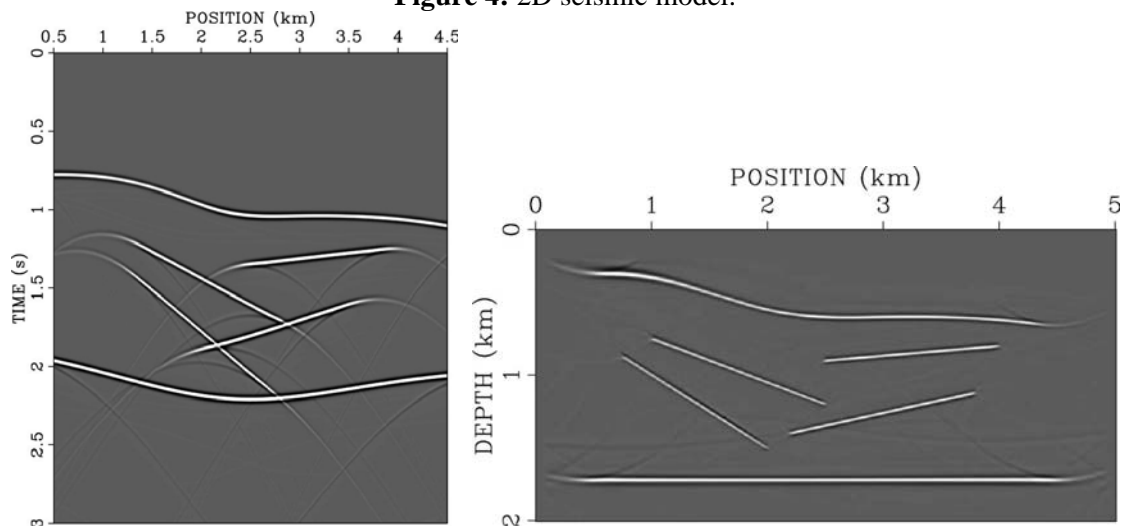 Figure 4: 2D seismic model.
POSITION (km)
0.5 1 1.5 2 2.5 3 3.5 4 4.5
TIME (s)
0
0.5
1
1.5
2
2.5
3
POSITION (km)
0 1 2 3 4 5
DEPTH (km)
0
1
2